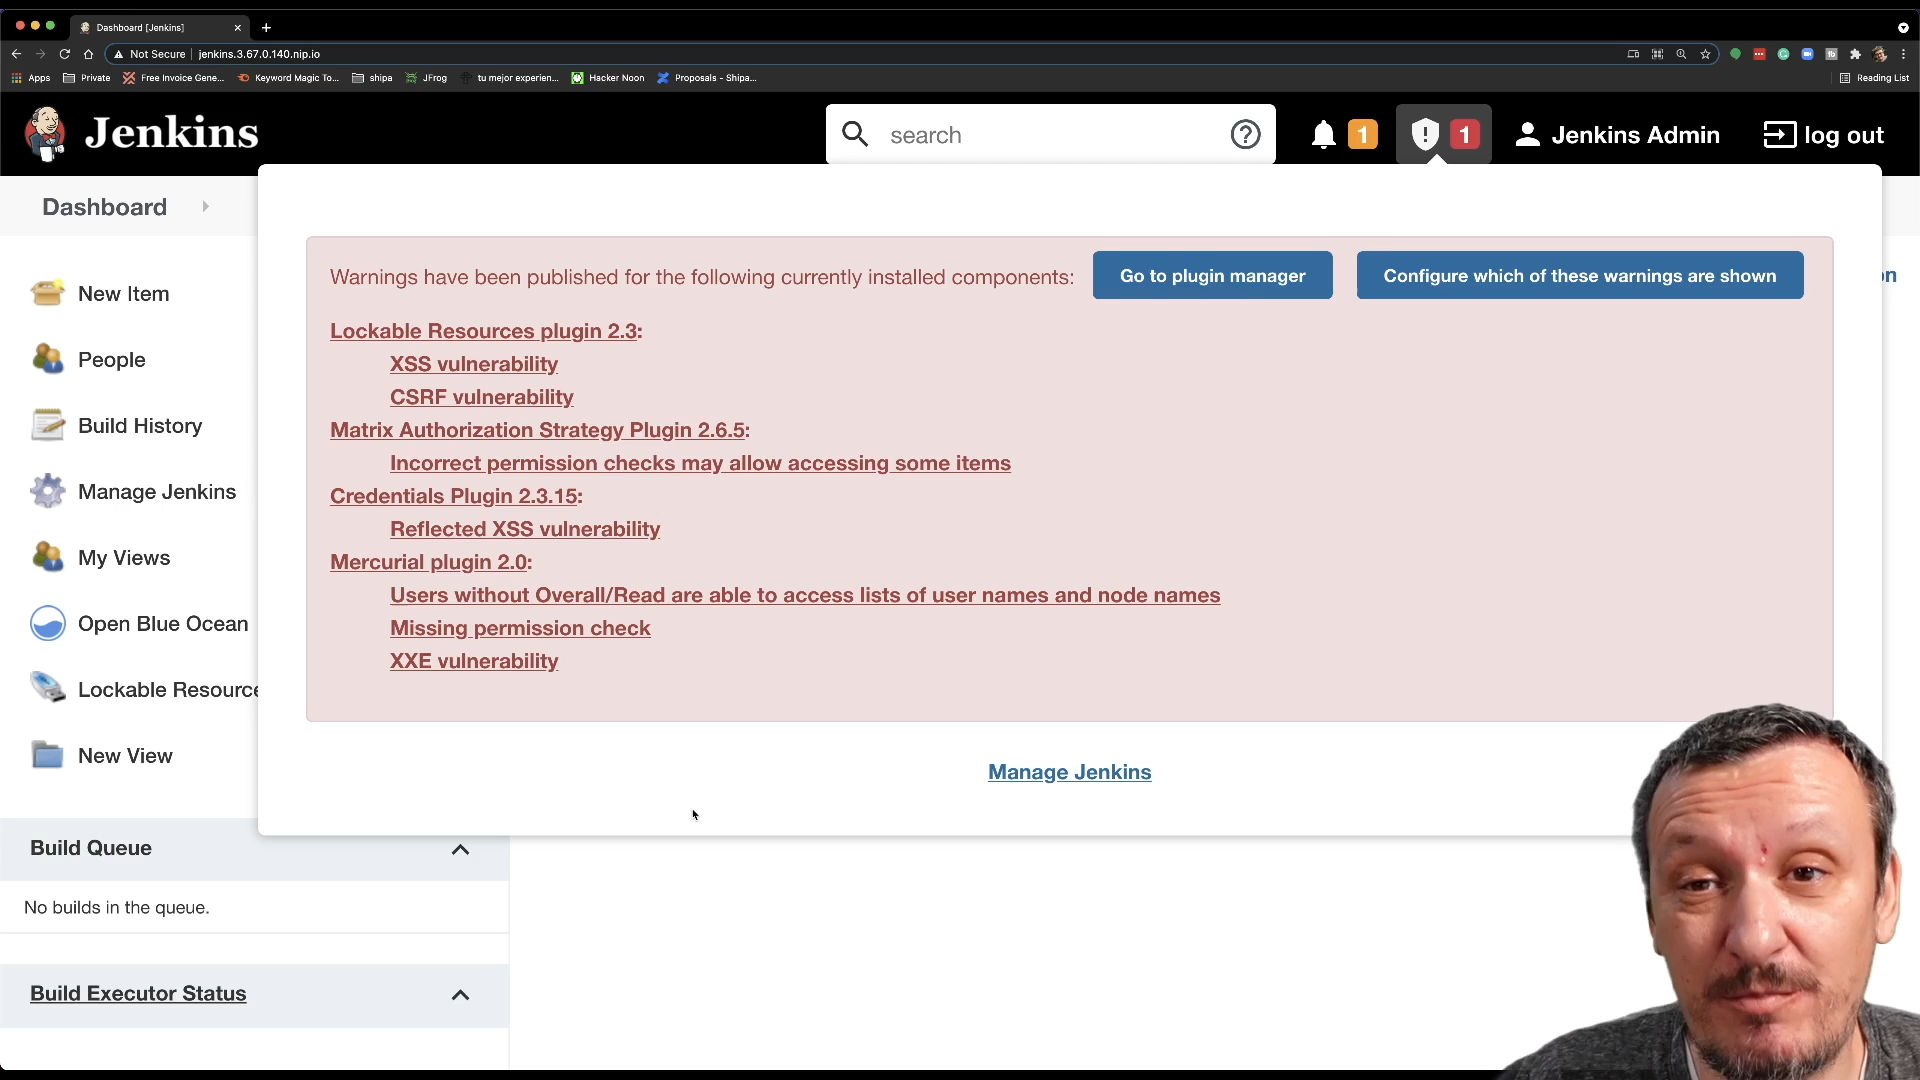 Dashboard [Jenkins]
Not Secure jenkins.3.67.0.140.nip.io
Apps Private Free Invoice Gene... Keyword Magic To... shipa JFrog tu mejor experien... Hacker Noon Proposals - Shipa... Reading List
Jenkins search 1 1 Jenkins Admin log out
Dashboard
Warnings have been published for the following currently installed components: Go to plugin manager Configure which of these warnings are shown on
New Item
People
Build History
Manage Jenkins
My Views
Open Blue Ocean
Lockable Resource
New View
Lockable Resources plugin 2.3:
XSS vulnerability
CSRF vulnerability
Matrix Authorization Strategy Plugin 2.6.5:
Incorrect permission checks may allow accessing some items
Credentials Plugin 2.3.15:
Reflected XSS vulnerability
Mercurial plugin 2.0:
Users without Overall/Read are able to access lists of user names and node names
Missing permission check
XXE vulnerability
Manage Jenkins
Build Queue
No builds in the queue.
Build Executor Status